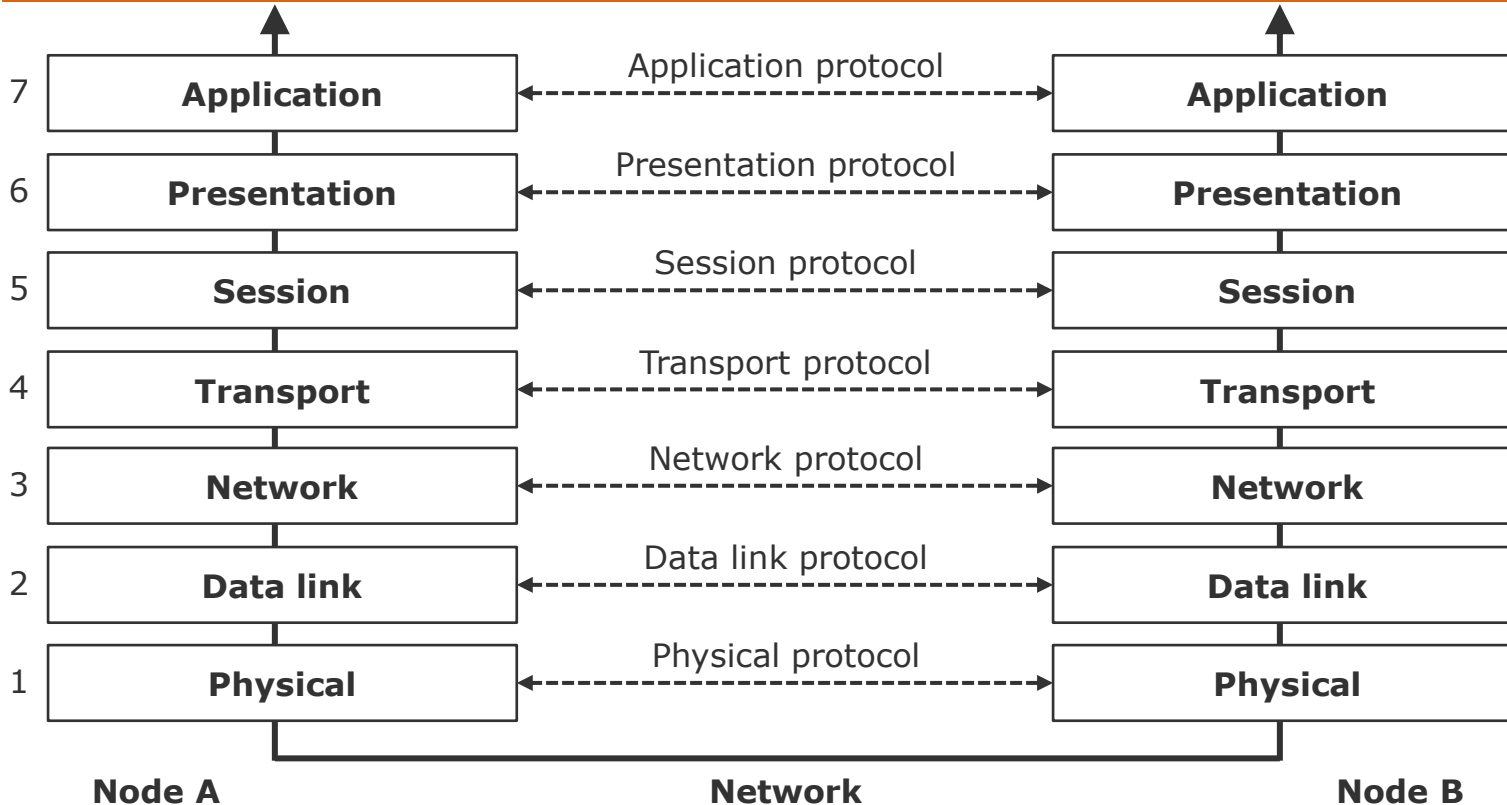 Application protocol
7 Application Application
Presentation protocol
6 Presentation Presentation
Session protocol
5 Session Session
Transport protocol
4 Transport Transport
Network protocol
3 Network Network
Data link protocol
2 Data link Data link
Physical protocol
1 Physical Physical
Node A Network Node B